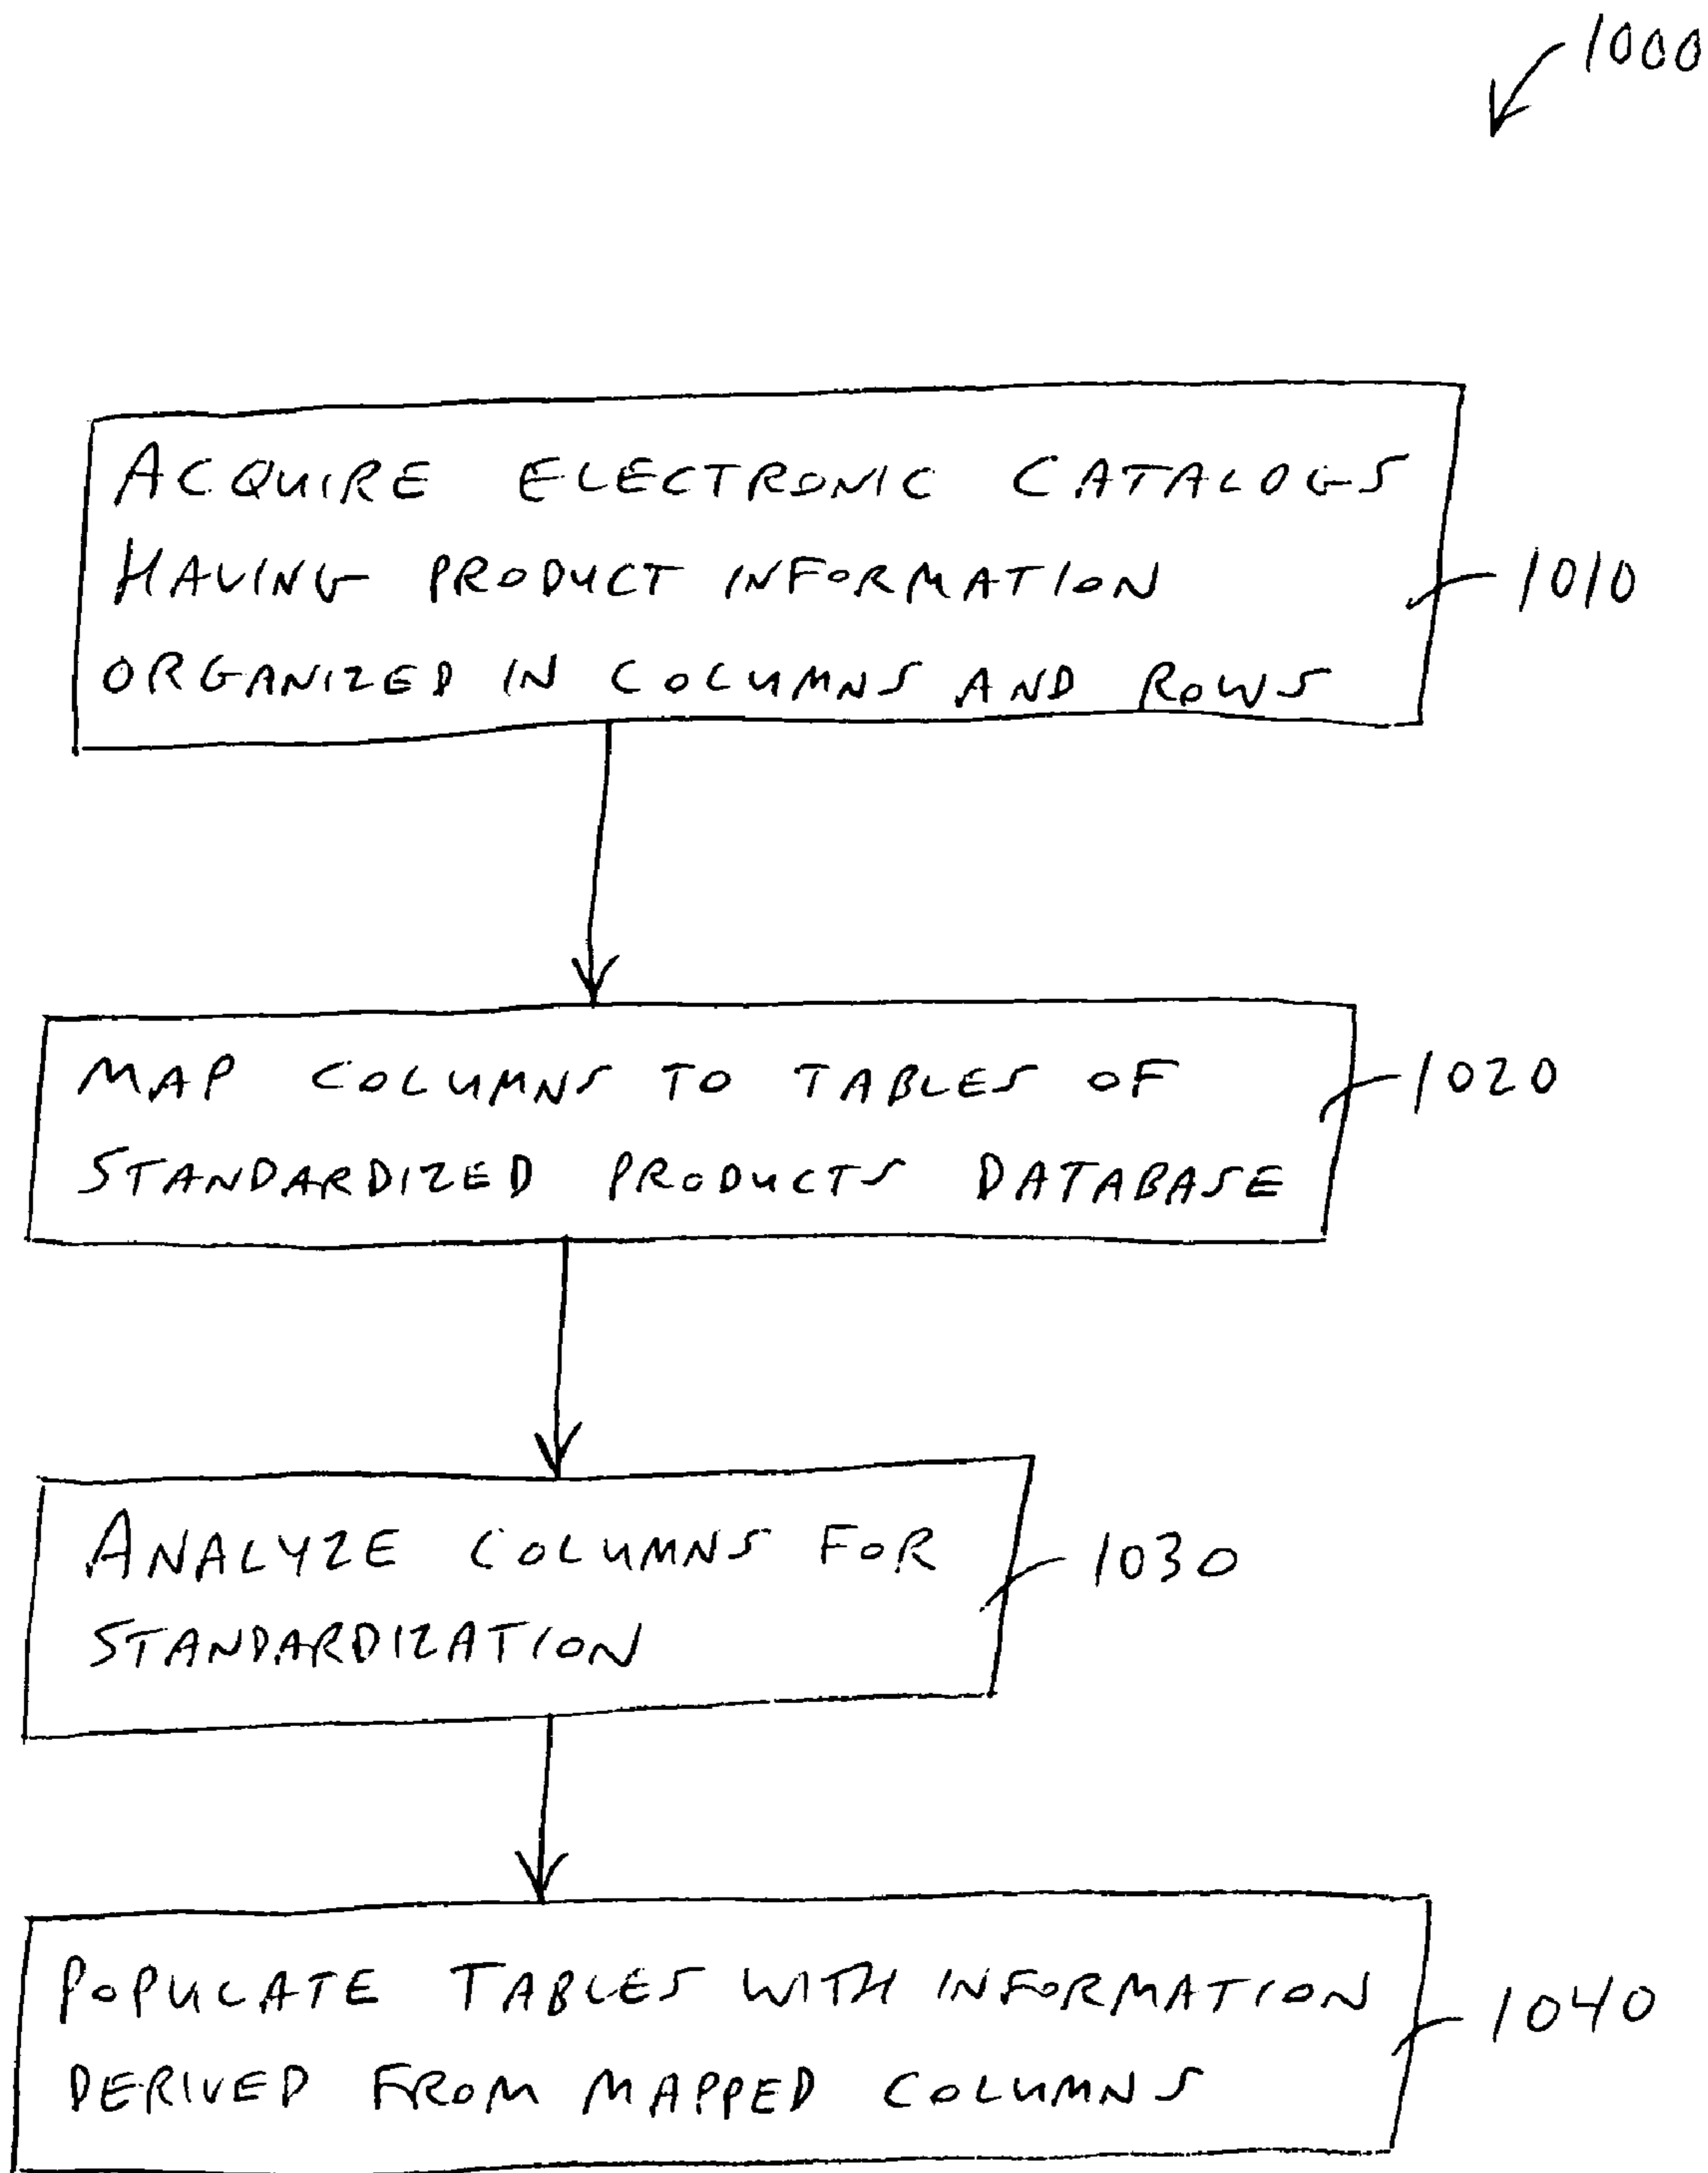 1000
ACQUIRE ELECTRONIC CATALOGS
HAVING PRODUCT INFORMATION
1010
ORGANIZED IN COLUMNS AND ROWS
MAP COLUMNS TO TABLES OF
1020
STANDARDIZED PRODUCTS DATABASE
ANALYZE COLUMNS FOR
1030
STANDARDIZATION
POPULATE TABLES WITH INFORMATION
1040
DERIVED FROM MAPPED COLUMNS